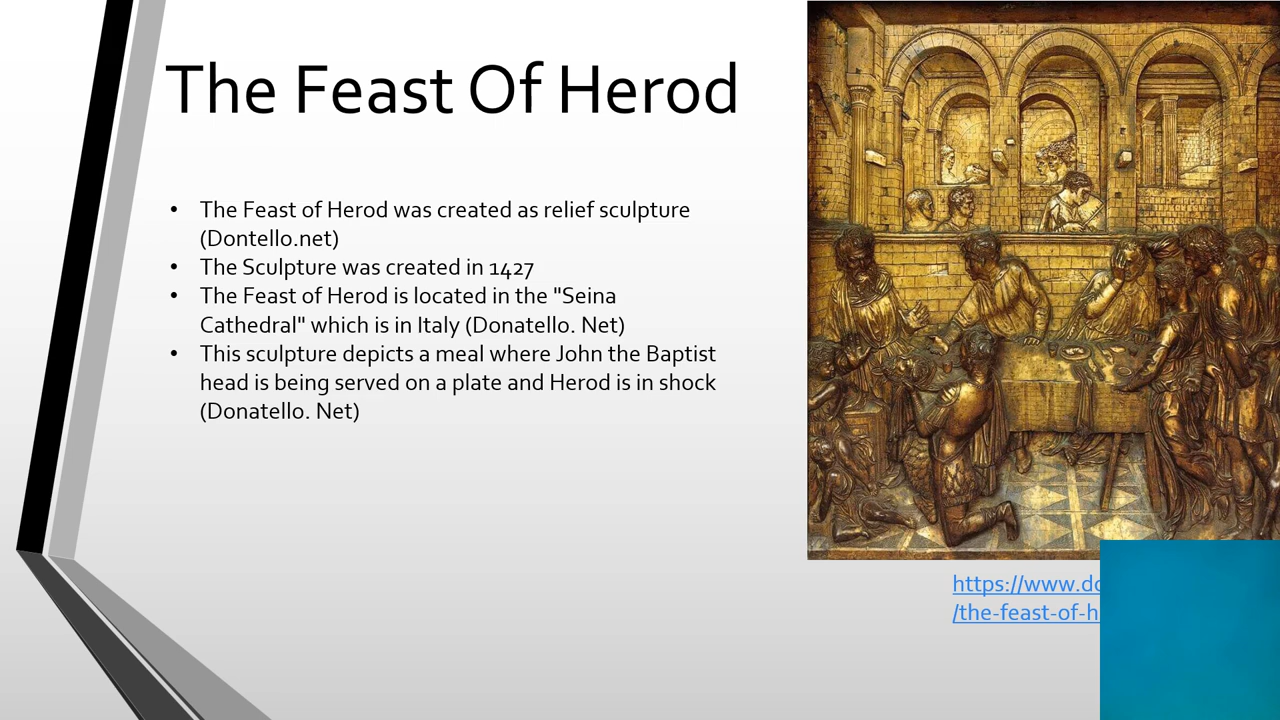 The Feast Of Herod
• The Feast of Herod was created as relief sculpture
(Dontello.net)
• The Sculpture was created in 1427
• The Feast of Herod is located in the "Seina
Cathedral" which is in Italy (Donatello. Net)
• This sculpture depicts a meal where John the Baptist
head is being served on a plate and Herod is in shock
(Donatello. Net)
https://www.do
/the-feast-of-h